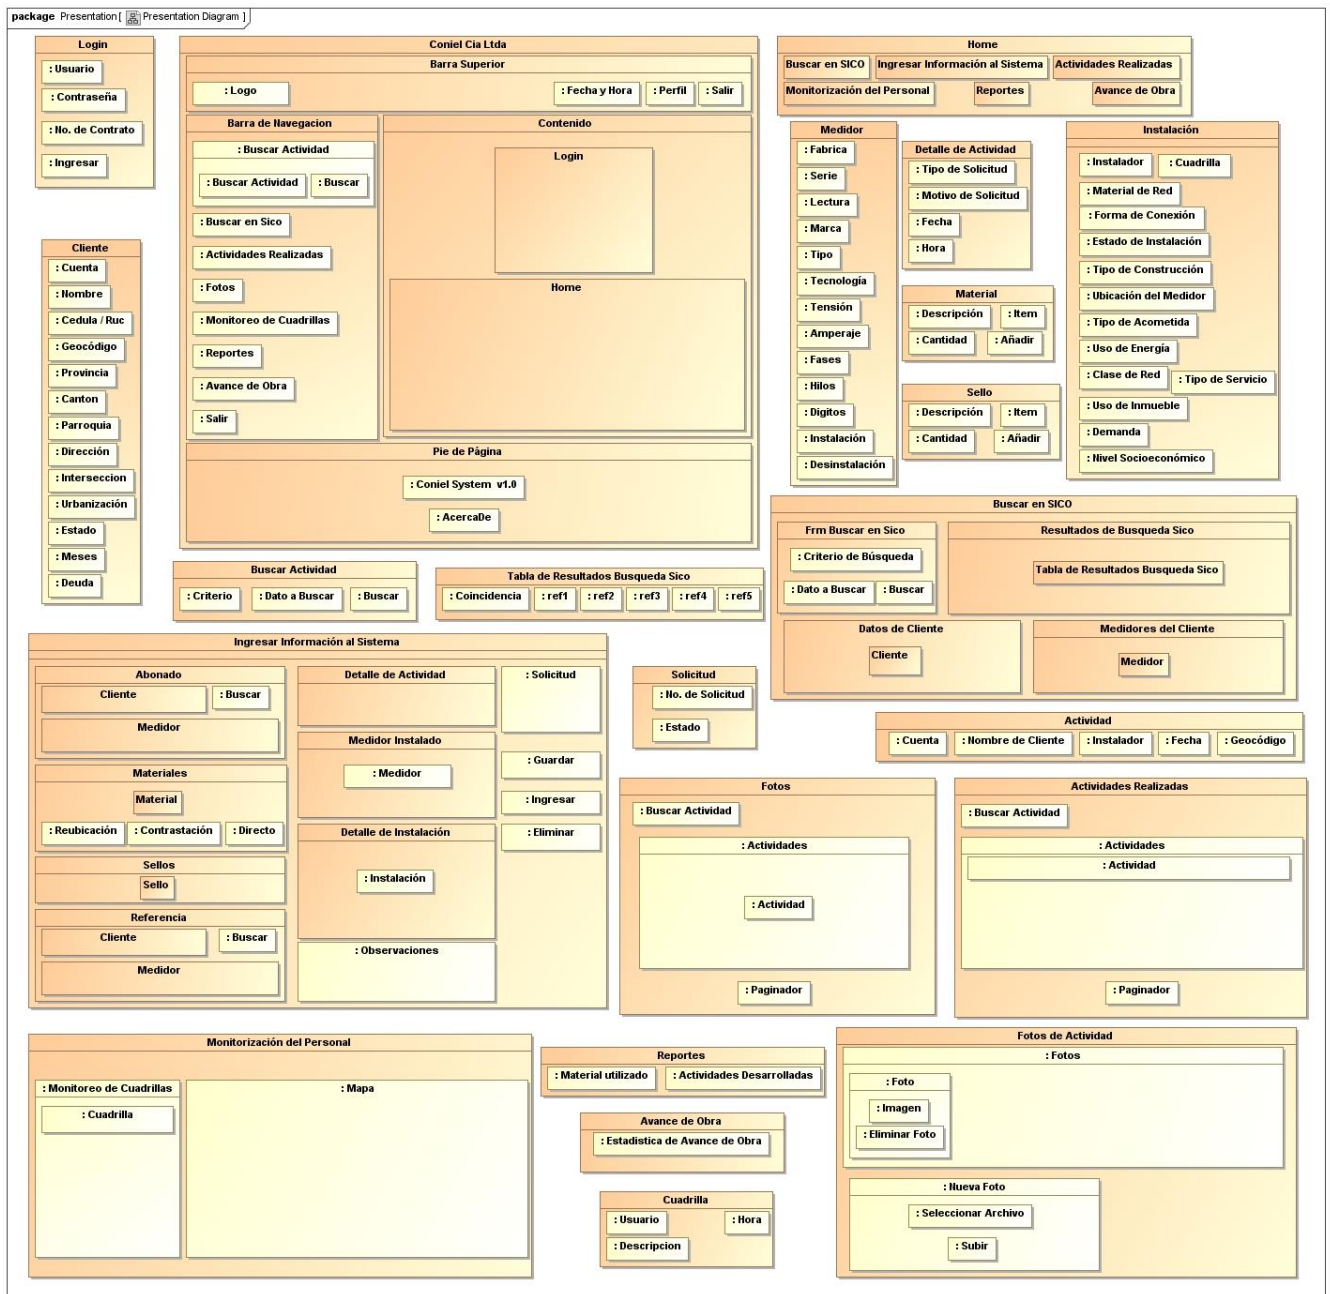 package Presentation [ Presentation Diagram ]
Login
: Usuario
: Contraseña
: No. de Contrato
: Ingresar
Coniel Cia Ltda
Barra Superior
: Logo
: Fecha y Hora
: Perfil
: Salir
Barra de Navegacion
: Buscar Actividad
: Buscar Actividad
: Buscar
: Buscar en Sico
: Actividades Realizadas
: Fotos
: Monitoreo de Cuadrillas
: Reportes
: Avance de Obra
: Salir
Contenido
Login
Home
Pie de Página
: Coniel System v1.0
: AcercaDe
Home
Buscar en SICO
Ingresar Información al Sistema
Actividades Realizadas
Monitorización del Personal
Reportes
Avance de Obra
Medidor
: Fabrica
: Serie
: Lectura
: Marca
: Tipo
: Tecnología
: Tensión
: Amperaje
: Fases
: Hilos
: Digitos
: Instalación
: Desinstalación
Detalle de Actividad
: Tipo de Solicitud
: Motivo de Solicitud
: Fecha
: Hora
Material
: Descripción
: Item
: Cantidad
: Añadir
Sello
: Descripción
: Item
: Cantidad
: Añadir
Instalación
: Instalador
: Cuadrilla
: Material de Red
: Forma de Conexión
: Estado de Instalación
: Tipo de Construcción
: Ubicación del Medidor
: Tipo de Acometida
: Uso de Energía
: Clase de Red
: Tipo de Servicio
: Uso de Inmueble
: Demanda
: Nivel Socioeconómico
Cliente
: Cuenta
: Nombre
: Cedula / Ruc
: Geocódigo
: Provincia
: Canton
: Parroquia
: Dirección
: Interseccion
: Urbanización
: Estado
: Meses
: Deuda
Buscar Actividad
: Criterio
: Dato a Buscar
: Buscar
Tabla de Resultados Busqueda Sico
: Coincidencia
: ref1
: ref2
: ref3
: ref4
: ref5
Buscar en SICO
Frm Buscar en Sico
: Criterio de Búsqueda
: Dato a Buscar
: Buscar
Resultados de Busqueda Sico
Tabla de Resultados Busqueda Sico
Datos de Cliente
Cliente
Medidores del Cliente
Medidor
Ingresar Información al Sistema
Abonado
Cliente
: Buscar
Medidor
Materiales
Material
: Reubicación
: Contrastación
: Directo
Sellos
Sello
Referencia
Cliente
: Buscar
Medidor
Detalle de Actividad
Medidor Instalado
: Medidor
Detalle de Instalación
: Instalación
: Observaciones
: Solicitud
: Guardar
: Ingresar
: Eliminar
Solicitud
: No. de Solicitud
: Estado
Actividad
: Cuenta
: Nombre de Cliente
: Instalador
: Fecha
: Geocódigo
Fotos
: Buscar Actividad
: Actividades
: Actividad
: Paginador
Actividades Realizadas
: Buscar Actividad
: Actividades
: Actividad
: Paginador
Monitorización del Personal
: Monitoreo de Cuadrillas
: Cuadrilla
: Mapa
Reportes
: Material utilizado
: Actividades Desarrolladas
Avance de Obra
: Estadistica de Avance de Obra
Cuadrilla
: Usuario
: Hora
: Descripcion
Fotos de Actividad
: Fotos
: Foto
: Imagen
: Eliminar Foto
: Nueva Foto
: Seleccionar Archivo
: Subir